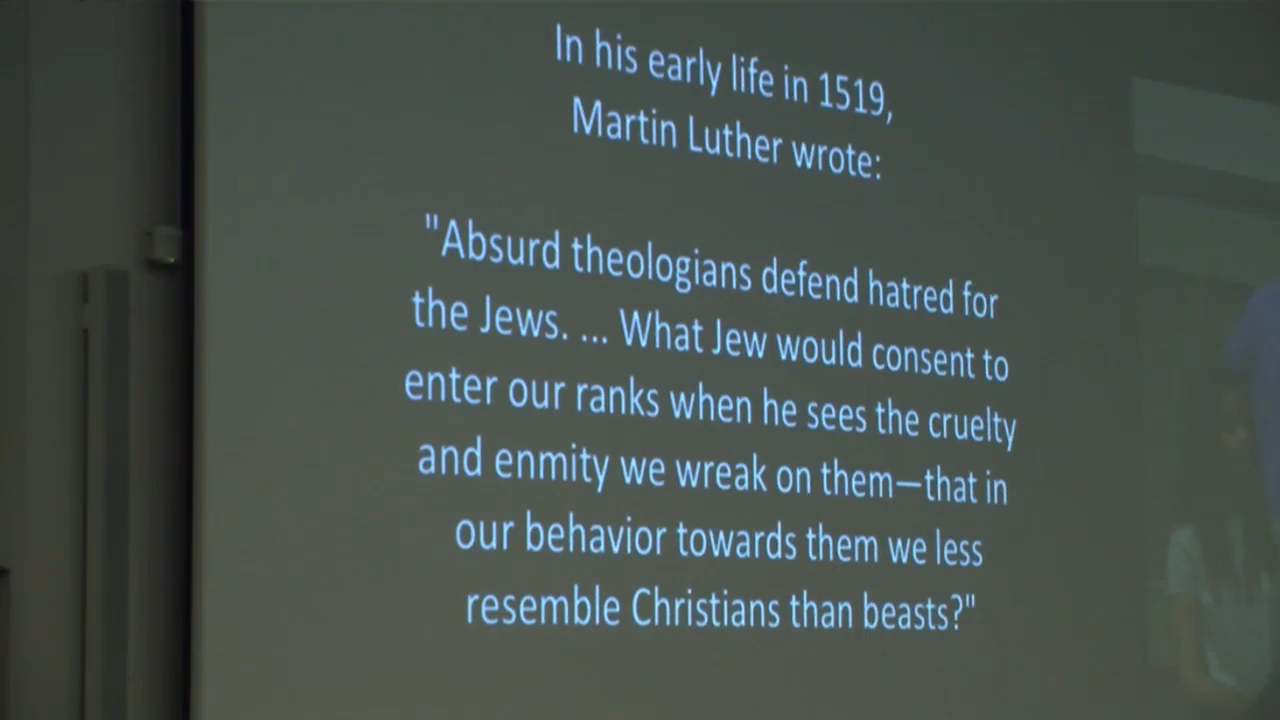 In his early life in 1519,
Martin Luther wrote:
"Absurd theologians defend hatred for
the Jews. ... What Jew would consent to
enter our ranks when he sees the cruelty
and enmity we wreak on them—that in
our behavior towards them we less
resemble Christians than beasts?"